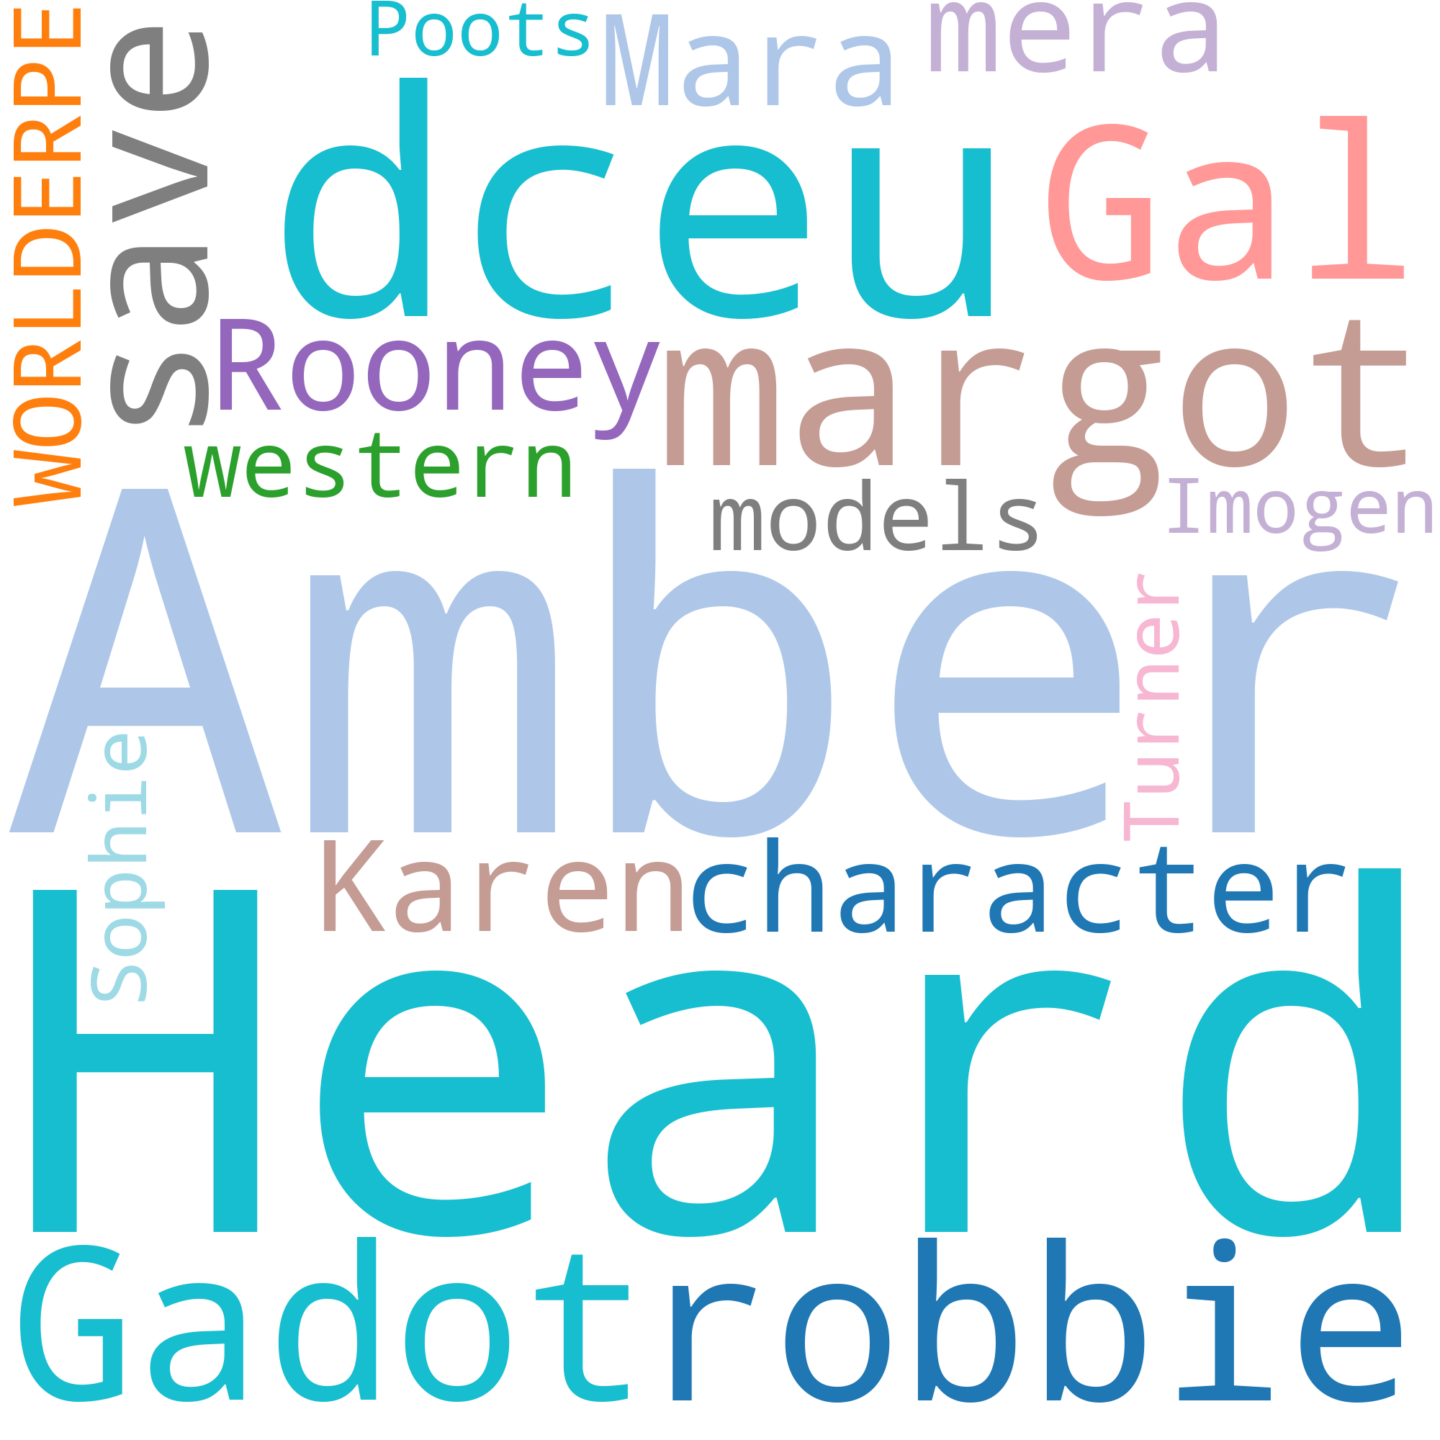 Poots
Mara
mera
WORLDERPE
save
dceu
Gal
Rooney
margot
western
models
Imogen
Amber
Turner
Sophie
Karen
character
Heard
Gadot
robbie